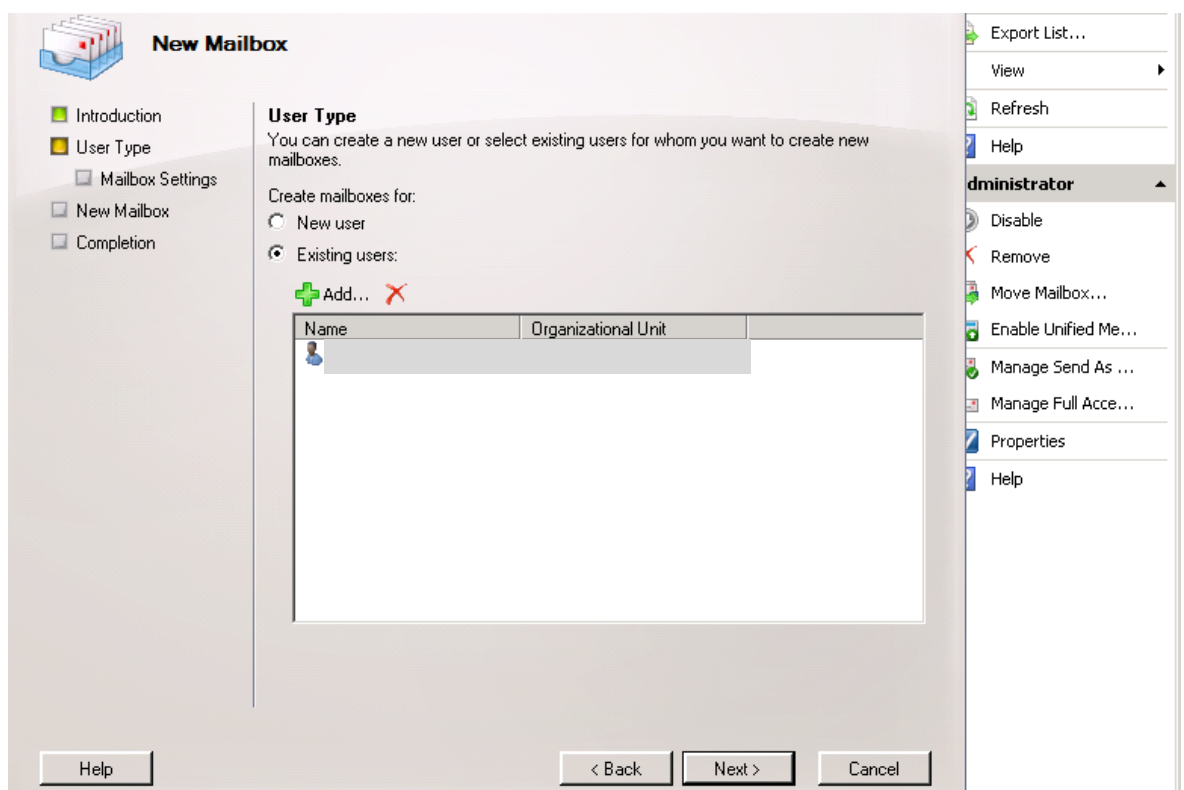 New Mailbox
Introduction
User Type
Mailbox Settings
New Mailbox
Completion
User Type
You can create a new user or select existing users for whom you want to create new
mailboxes.
Create mailboxes for:
New user
Existing users:
Add...
Name Organizational Unit
Help < Back Next > Cancel
Export List...
View
Refresh
Help
dministrator
Disable
Remove
Move Mailbox...
Enable Unified Me...
Manage Send As ...
Manage Full Acce...
Properties
Help